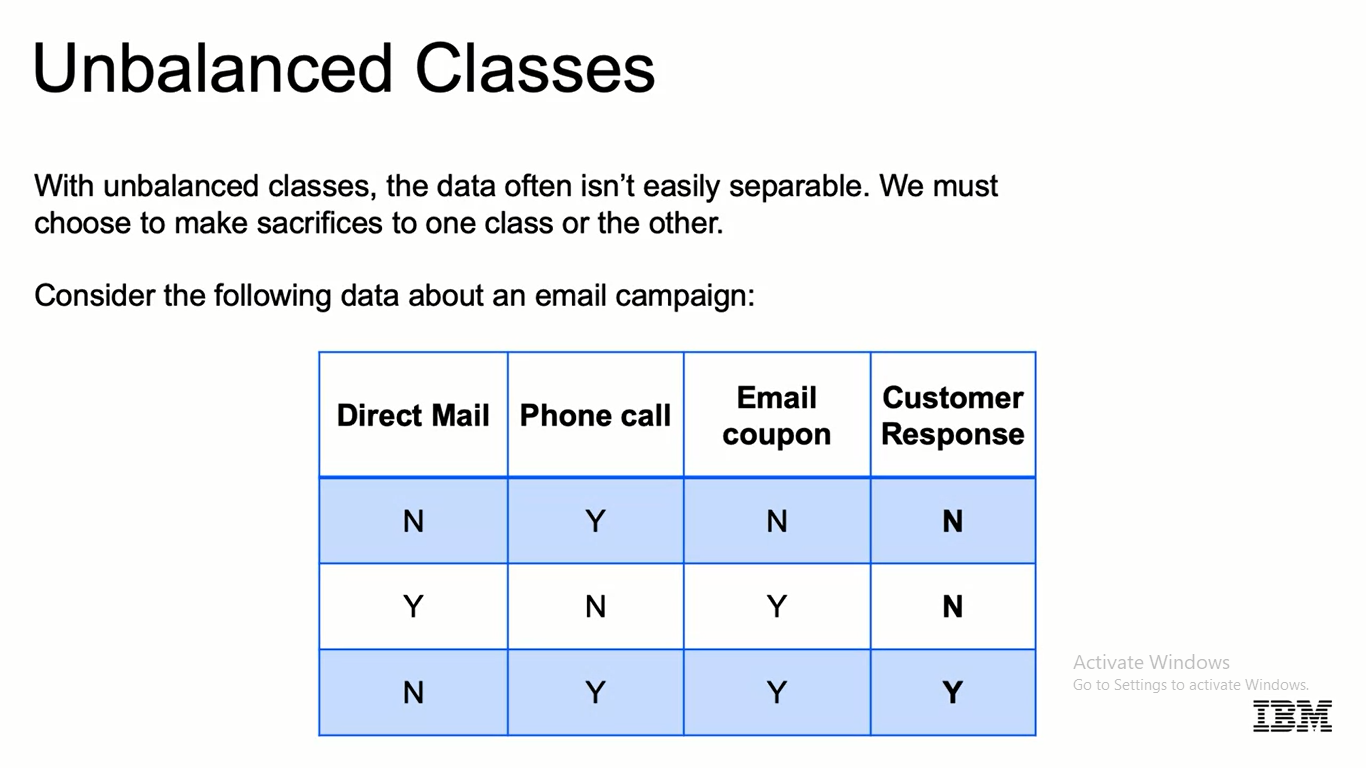 Unbalanced Classes
With unbalanced classes, the data often isn’t easily separable. We must
choose to make sacrifices to one class or the other.
Consider the following data about an email campaign:
Direct Mail Phone call Email coupon Customer Response
N Y N N
Y N Y N
N Y Y Y
Activate Windows
Go to Settings to activate Windows.
IBM